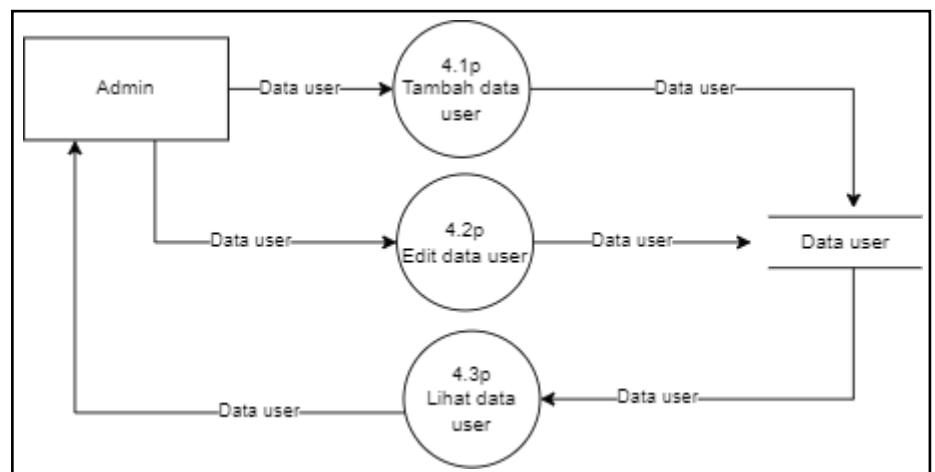 Admin
Data user
4.1p
Tambah data
user
Data user
Data user
4.2p
Edit data user
Data user
Data user
4.3p
Lihat data
user
Data user
Data user